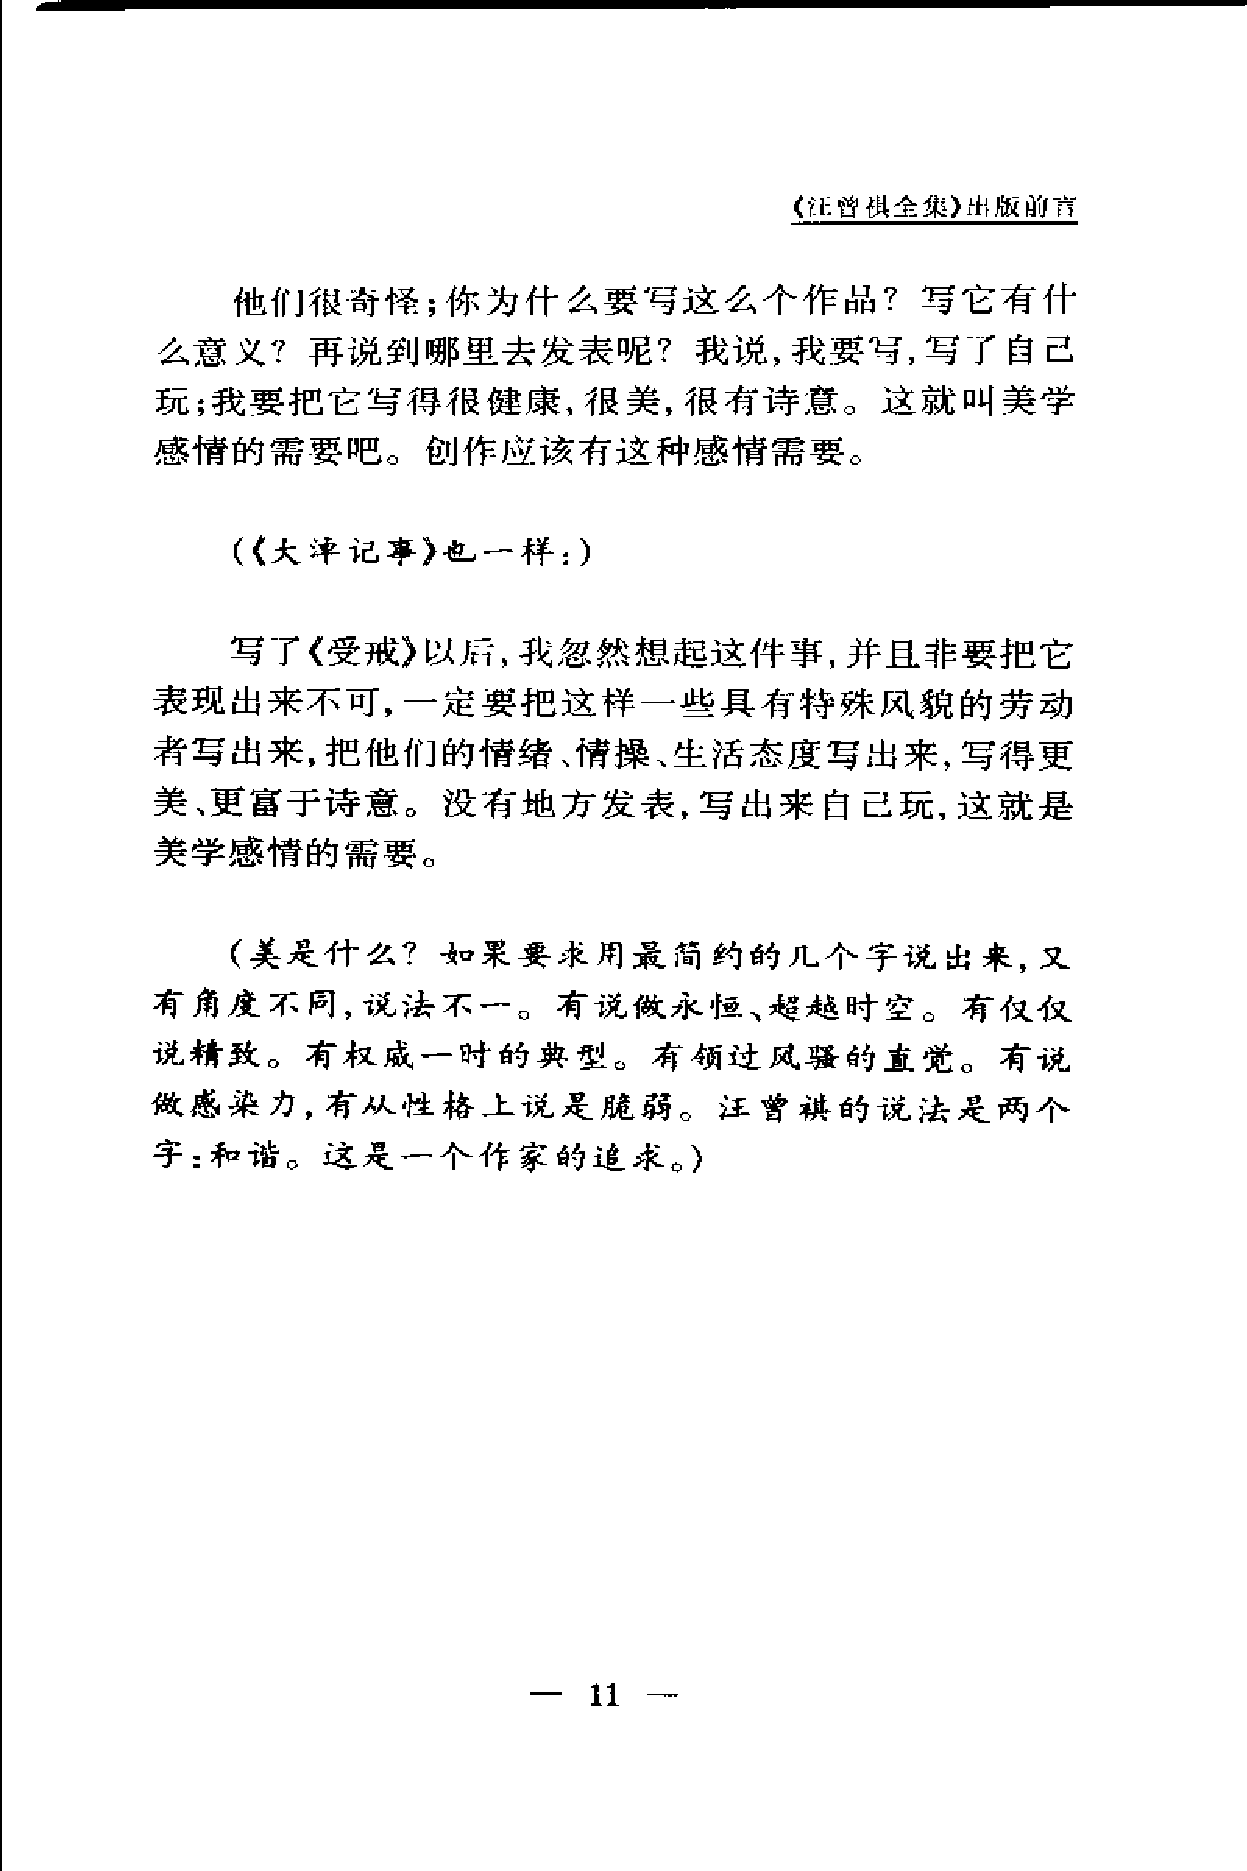 《汪曾祺全集》出版前言
他们很奇怪;你为什么要写这么个作品? 写它有什
么意义? 再说到哪里去发表呢? 我说,我要写,写了自己
玩;我要把它写得很健康,很美,很有诗意。这就叫美学
感情的需要吧。创作应该有这种感情需要。
(《大淖记事》也一样:)
写了《受戒》以后,我忽然想起这件事,并且非要把它
表现出来不可,一定要把这样一些具有特殊风貌的劳动
者写出来,把他们的情绪、情操、生活态度写出来,写得更
美、更富于诗意。没有地方发表,写出来自己玩,这就是
美学感情的需要。
(美是什么? 如果要求用最简约的几个字说出来,又
有角度不同,说法不一。有说做永恒、超越时空。有仅仅
说精致。有权威一时的典型。有领过风骚的直觉。有说
做感染力,有从性格上说是脆弱。汪曾祺的说法是两个
字:和谐。这是一个作家的追求。)
— 11 —